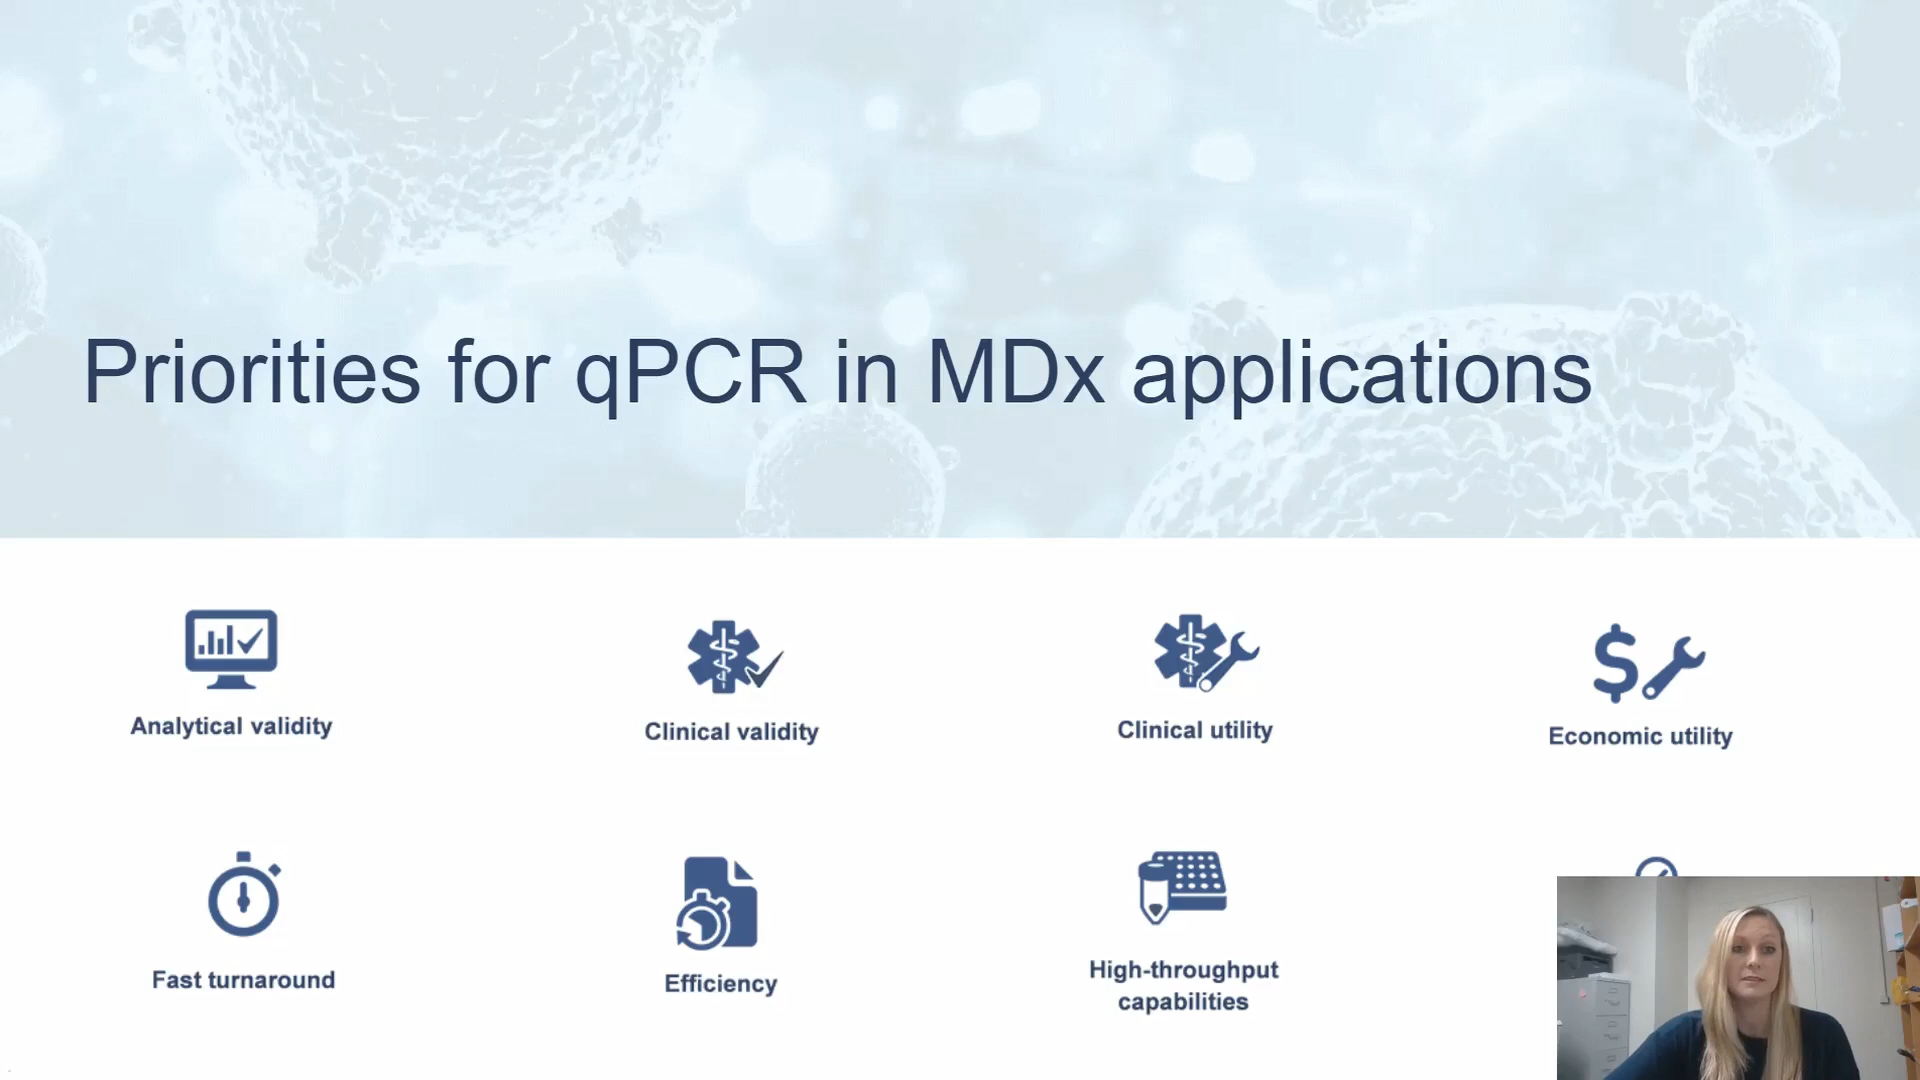 Priorities for qPCR in MDx applications
Analytical validity
Clinical validity
Clinical utility
Economic utility
Fast turnaround
Efficiency
High-throughput
capabilities